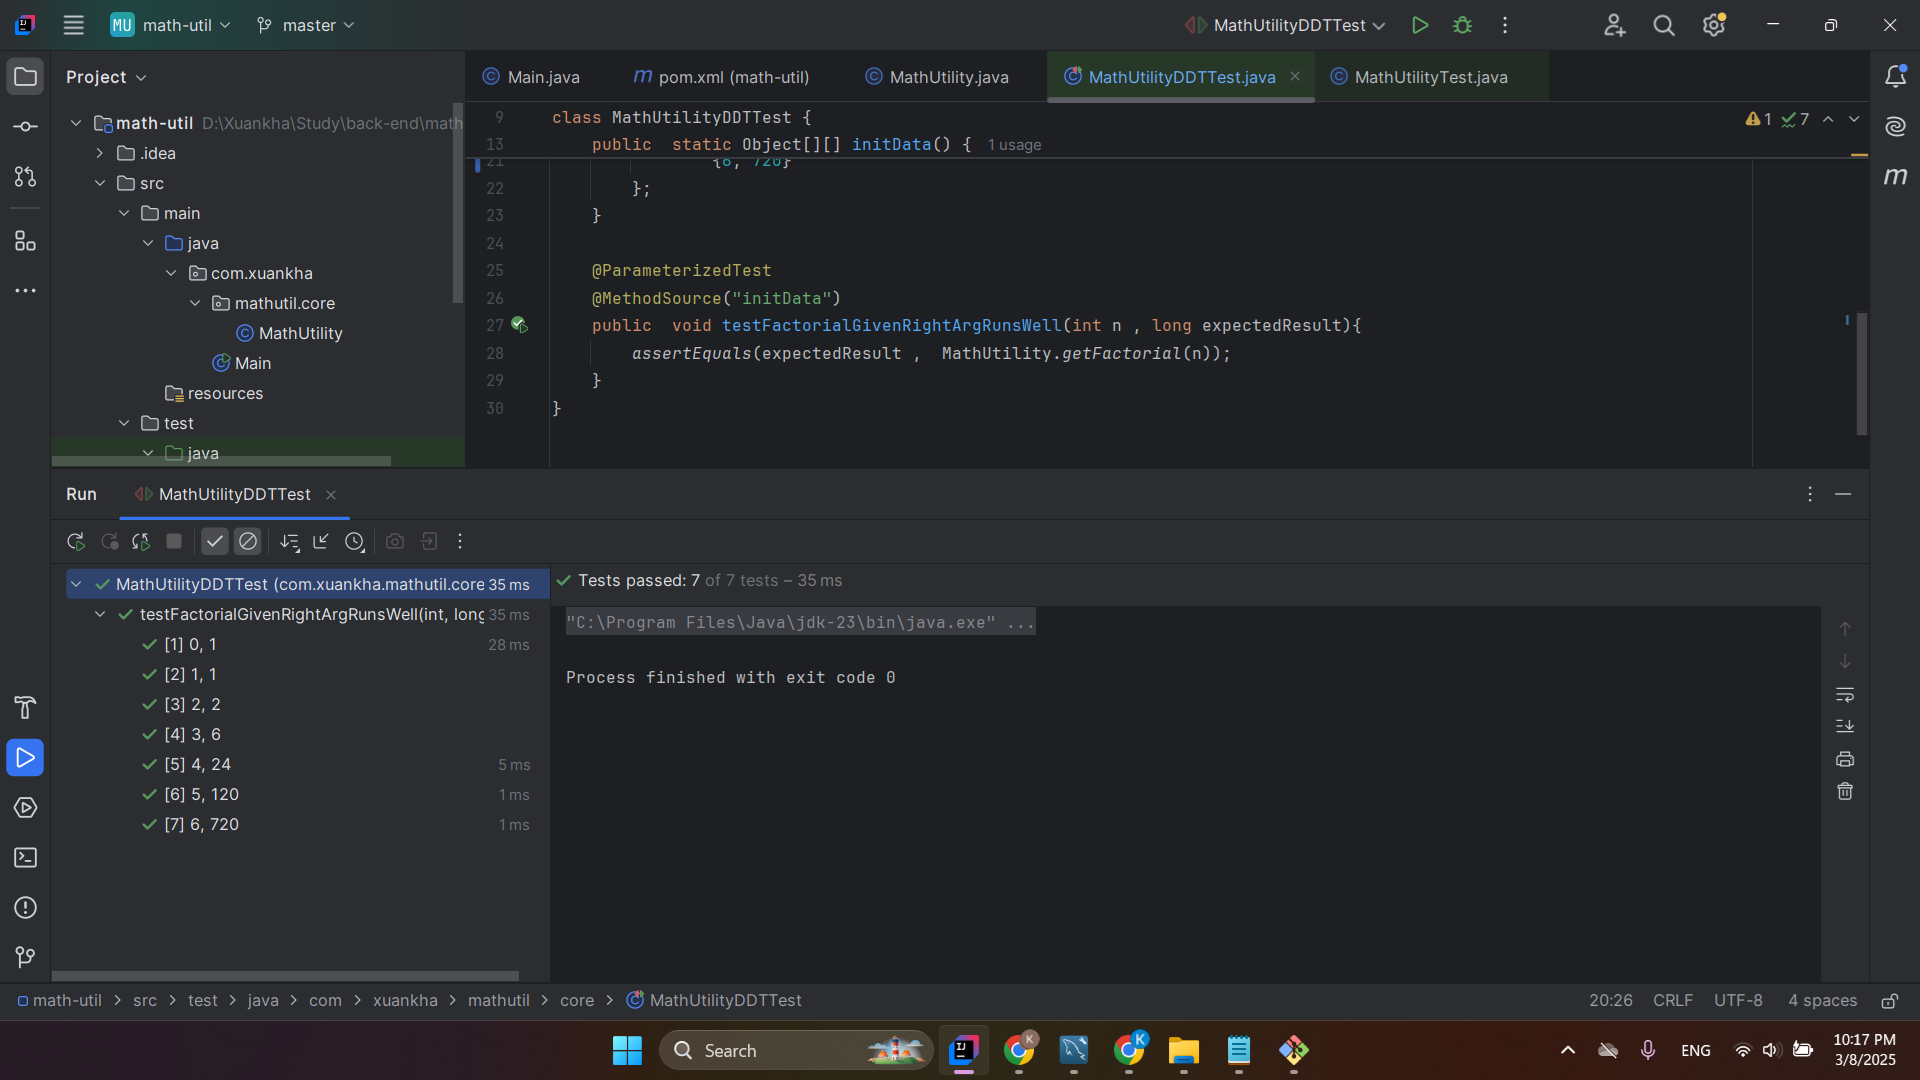 MU math-util master MathUtilityDDTTest
Project
math-util D:\Xuankha\Study\back-end\math
.idea
src
main
java
com.xuankha
mathutil.core
MathUtility
Main
resources
test
java
Main.java pom.xml (math-util) MathUtility.java MathUtilityDDTTest.java MathUtilityTest.java
9 class MathUtilityDDTTest {
13 public static Object[][] initData() { 1 usage
21 {6, 720}
22 };
23 }
24
25 @ParameterizedTest
26 @MethodSource("initData")
27 public void testFactorialGivenRightArgRunsWell(int n , long expectedResult){
28 assertEquals(expectedResult , MathUtility.getFactorial(n));
29 }
30 }
1 7
Run MathUtilityDDTTest
MathUtilityDDTTest (com.xuankha.mathutil.core 35 ms
testFactorialGivenRightArgRunsWell(int, long 35 ms
[1] 0, 1 28 ms
[2] 1, 1
[3] 2, 2
[4] 3, 6
[5] 4, 24 5 ms
[6] 5, 120 1 ms
[7] 6, 720 1 ms
Tests passed: 7 of 7 tests – 35 ms
"C:\Program Files\Java\jdk-23\bin\java.exe" ...
Process finished with exit code 0
math-util > src > test > java > com > xuankha > mathutil > core > MathUtilityDDTTest
20:26 CRLF UTF-8 4 spaces
Search
ENG
10:17 PM
3/8/2025